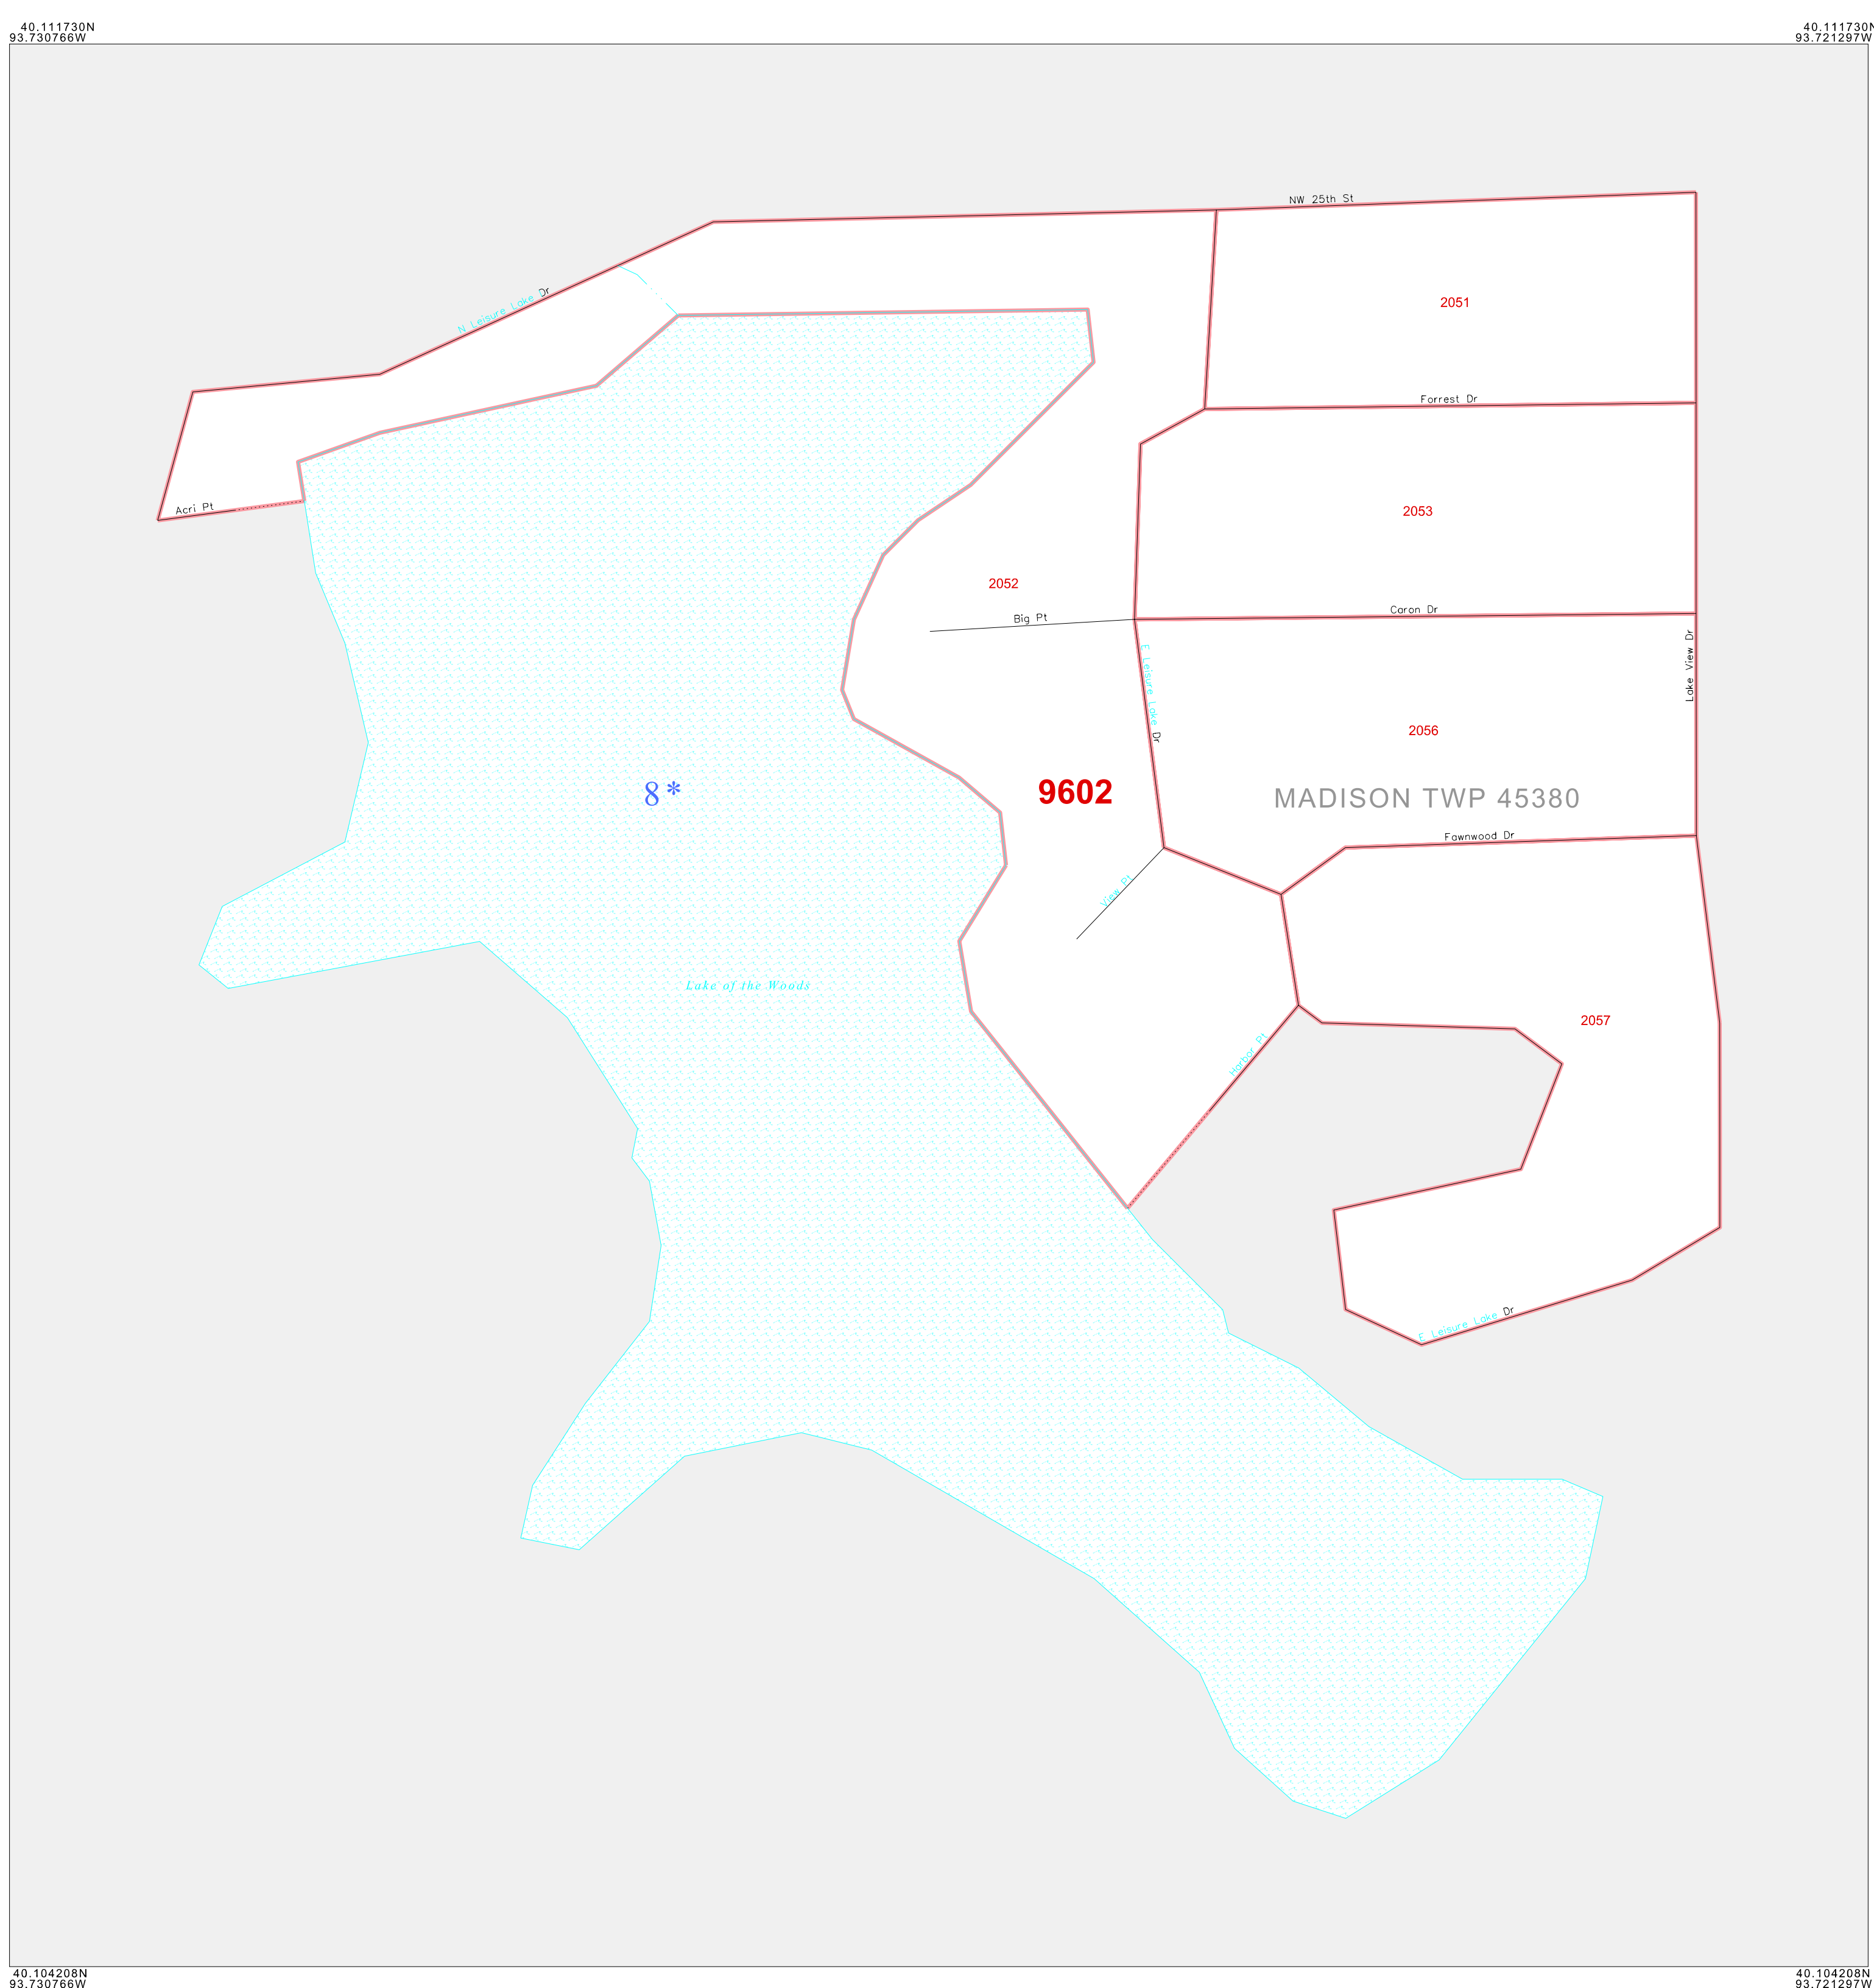 40.111730N
93.730766W
40.111730N
93.721297W
NW 25th St
N Leisure Lake Dr
2051
Forrest Dr
Acri Pt
2053
2052
Big Pt
Caron Dr
E Leisure Lake Dr
Lake View Dr
2056
8*
9602
MADISON TWP 45380
Fawnwood Dr
View Pt
Lake of the Woods
2057
Harbor Pt
E Leisure Lake Dr
40.104208N
93.730766W
40.104208N
93.721297W